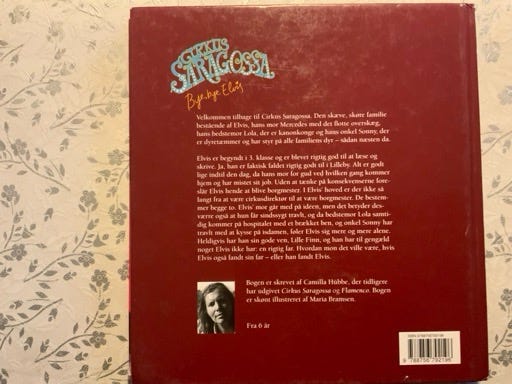 CIRKUS
SARAGOSSA
Bye, bye Elvis
Velkommen tilbage til Cirkus Saragossa. Den skæve, skøre familie
bestående af Elvis, hans mor Mercedes med det flotte overskæg,
hans bedstemor Lola, der er kanonkonge og hans onkel Sonny, der
er dyretæmmer og har styr på alle familiens dyr – sådan næsten da.
Elvis er begyndt i 3. klasse og er blevet rigtig god til at læse og
skrive. Ja, han er faktisk faldet rigtig godt til i Lilleby. Alt er godt
lige indtil den dag, da hans mor for gud ved hvilken gang kommer
hjem og har mistet sit job. Uden at tænke på konsekvenserne fore-
slår Elvis hende at blive borgmester. I Elvis' hoved er der ikke så
langt fra at være cirkusdirektør til at være borgmester. De bestem-
mer begge to. Elvis' mor går med på ideen, men det betyder des-
værre også at hun får sindssygt travlt, og da bedstemor Lola samti-
dig kommer på hospitalet med et brækket ben, og onkel Sonny har
travlt med at kysse på isdamen, føler Elvis sig mere og mere alene.
Heldigvis har han sin gode ven, Lille Finn, og han har til gengæld
noget Elvis ikke har: en rigtig far. Hvordan mon det ville være, hvis
Elvis også fandt sin far – eller han fandt Elvis.
Bogen er skrevet af Camilla Hübbe, der tidligere
har udgivet Cirkus Saragossa og Flamenco. Bogen
er skønt illustreret af Maria Bramsen.
Fra 6 år
ISBN 9788756792196
9 788756 792196